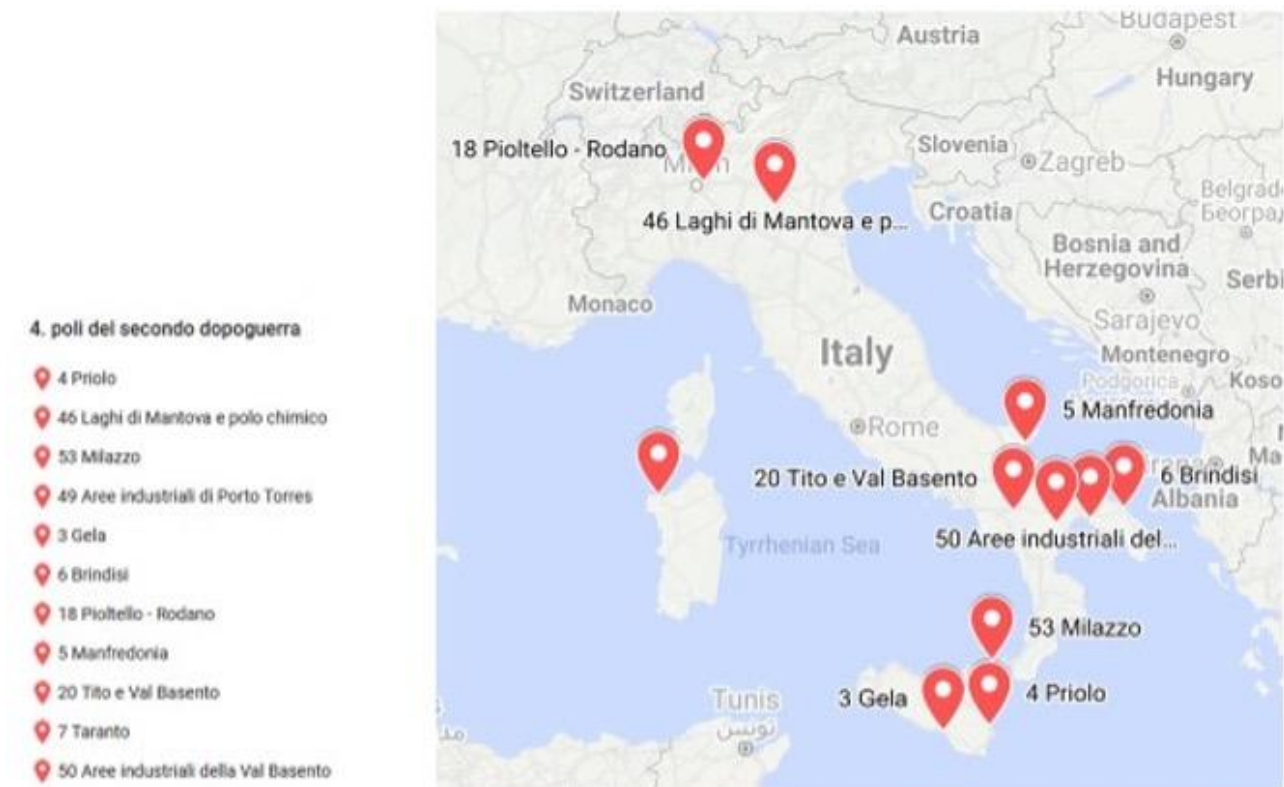 4. poli del secondo dopoguerra
4 Priolo
46 Laghi di Mantova e polo chimico
53 Milazzo
49 Aree industriali di Porto Torres
3 Gela
6 Brindisi
18 Pioltello - Rodano
5 Manfredonia
20 Tito e Val Basento
7 Taranto
50 Aree industriali della Val Basento
Budapest
Austria
Hungary
Switzerland
18 Pioltello - Rodano
Slovenia
Zagreb
46 Laghi di Mantova e p...
Croatia
Bosnia and
Herzegovina
Monaco
Sarajevo
Italy
Montenegro
Podgorica
5 Manfredonia
Rome
20 Tito e Val Basento
6 Brindisi
Albania
50 Aree industriali del...
Tyrrhenian Sea
53 Milazzo
3 Gela
4 Priolo
Tunis
تونس